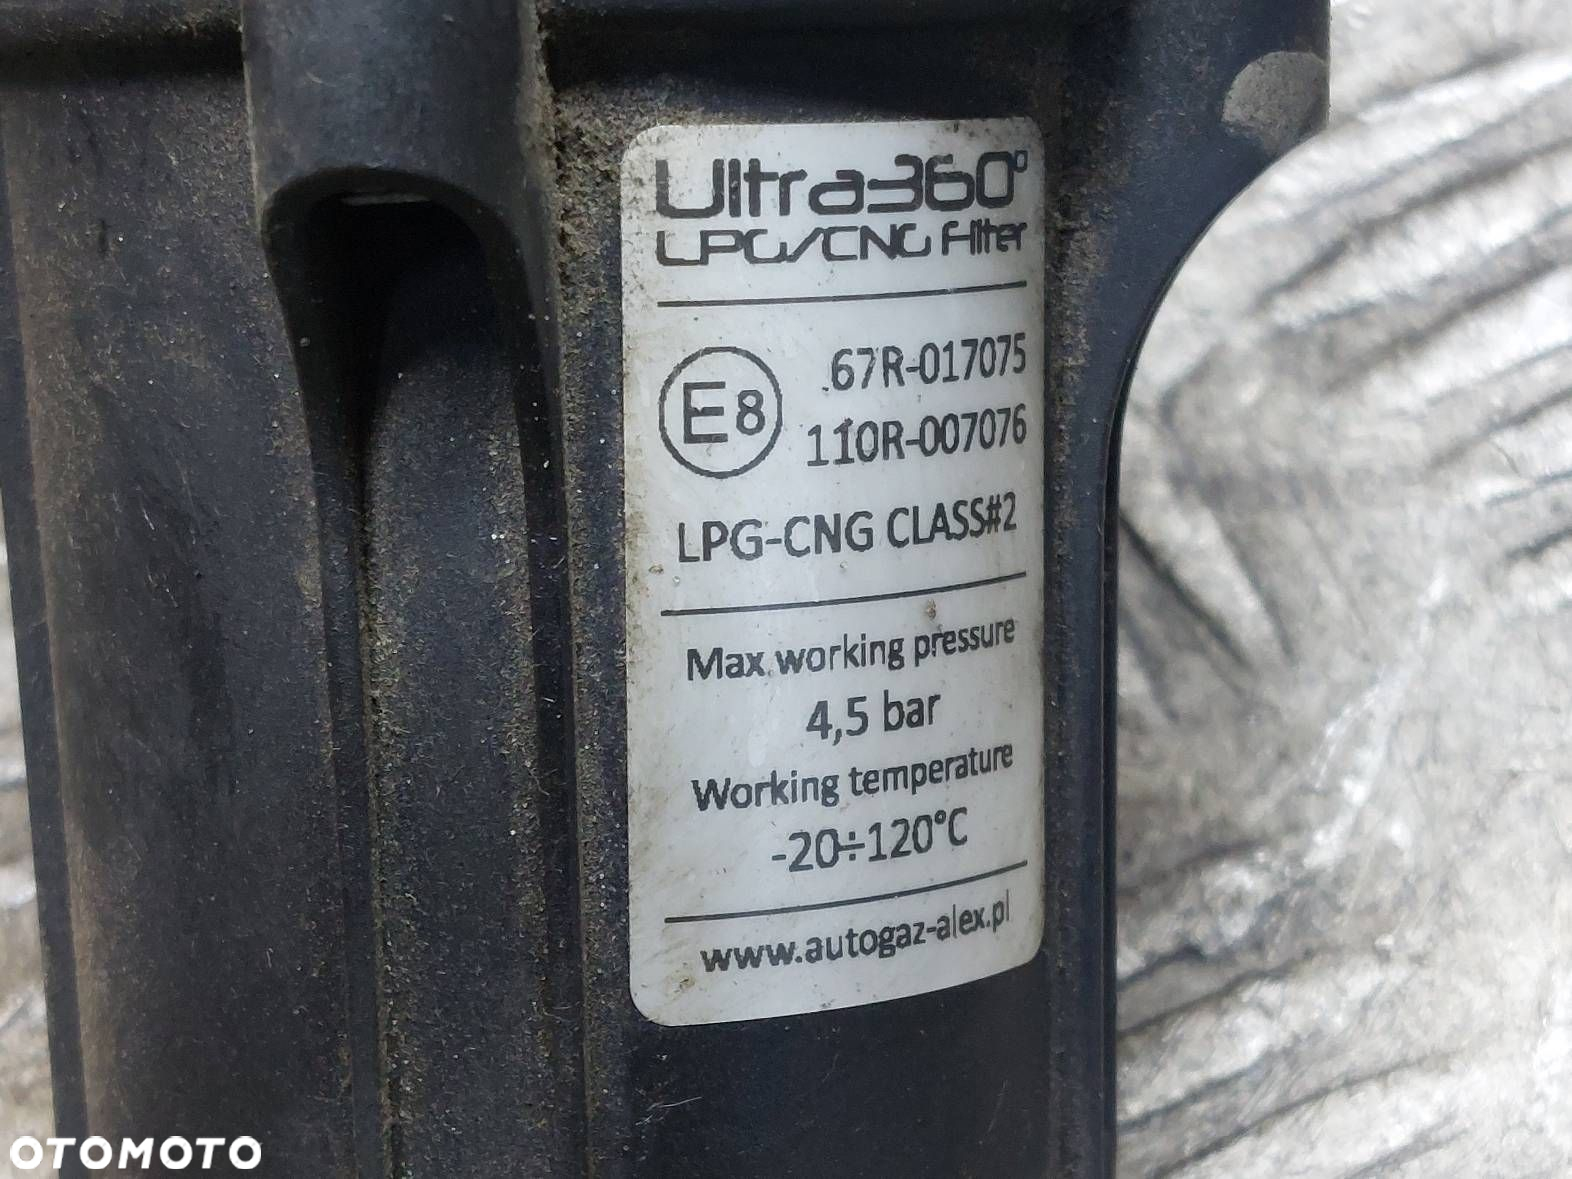 Ultra360°
LPG/CNG Filter
E8
67R-017075
110R-007076
LPG-CNG CLASS#2
Max. working pressure
4,5 bar
Working temperature
-20÷120°C
www.autogaz-alex.pl
OTOMOTO